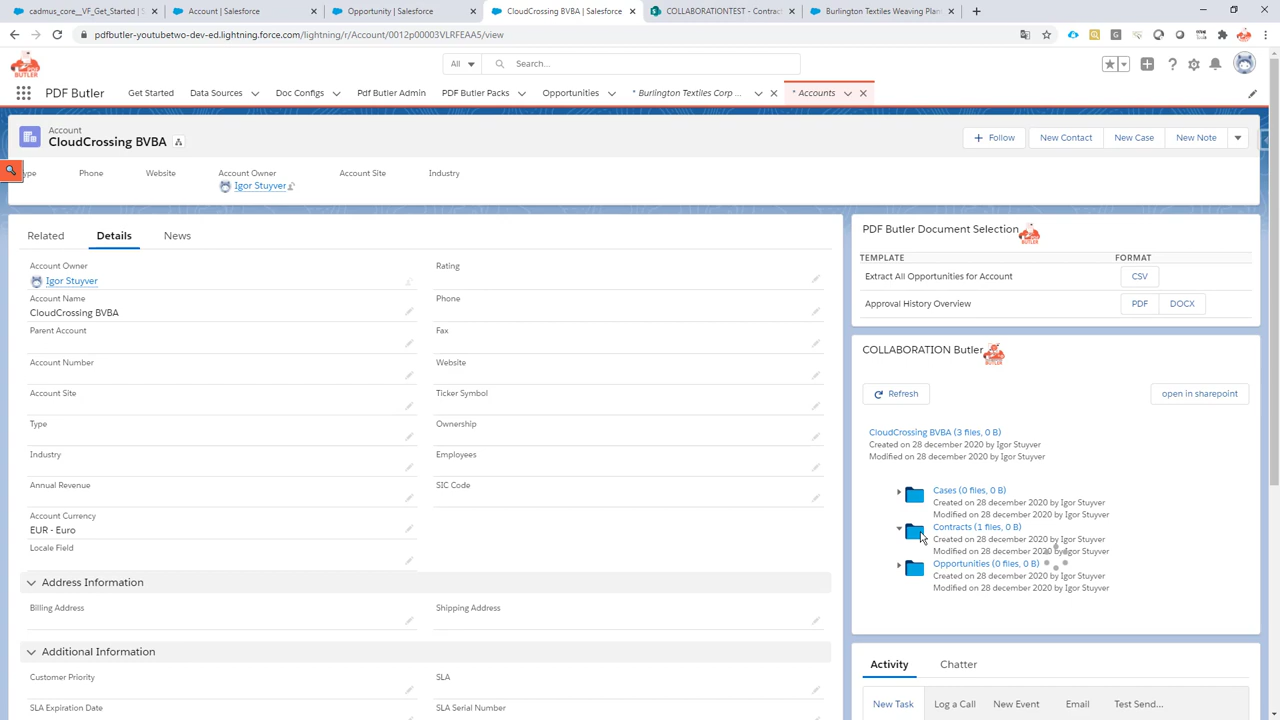 cadmus_core__VF_Get_Started | S
Account | Salesforce
Opportunity | Salesforce
CloudCrossing BVBA | Salesforce
COLLABORATIONTEST - Contract
Burlington Textiles Weaving Plan
pdfbutler-youtubetwo-dev-ed.lightning.force.com/lightning/r/Account/0012p00003VLRFEAA5/view
All
Search...
PDF Butler
Get Started
Data Sources
Doc Configs
Pdf Butler Admin
PDF Butler Packs
Opportunities
* Burlington Textiles Corp ...
* Accounts
Account
CloudCrossing BVBA
Follow
New Contact
New Case
New Note
ype
Phone
Website
Account Owner
Account Site
Industry
Igor Stuyver
Related
Details
News
Account Owner
Igor Stuyver
Rating
Account Name
CloudCrossing BVBA
Phone
Parent Account
Fax
Account Number
Website
Account Site
Ticker Symbol
Type
Ownership
Industry
Employees
Annual Revenue
SIC Code
Account Currency
EUR - Euro
Locale Field
Address Information
Billing Address
Shipping Address
Additional Information
Customer Priority
SLA
SLA Expiration Date
SLA Serial Number
PDF Butler Document Selection
TEMPLATE
FORMAT
Extract All Opportunities for Account
CSV
Approval History Overview
PDF
DOCX
COLLABORATION Butler
Refresh
open in sharepoint
CloudCrossing BVBA (3 files, 0 B)
Created on 28 december 2020 by Igor Stuyver
Modified on 28 december 2020 by Igor Stuyver
Cases (0 files, 0 B)
Created on 28 december 2020 by Igor Stuyver
Modified on 28 december 2020 by Igor Stuyver
Contracts (1 files, 0 B)
Created on 28 december 2020 by Igor Stuyver
Modified on 28 december 2020 by Igor Stuyver
Opportunities (0 files, 0 B)
Created on 28 december 2020 by Igor Stuyver
Modified on 28 december 2020 by Igor Stuyver
Activity
Chatter
New Task
Log a Call
New Event
Email
Test Send...